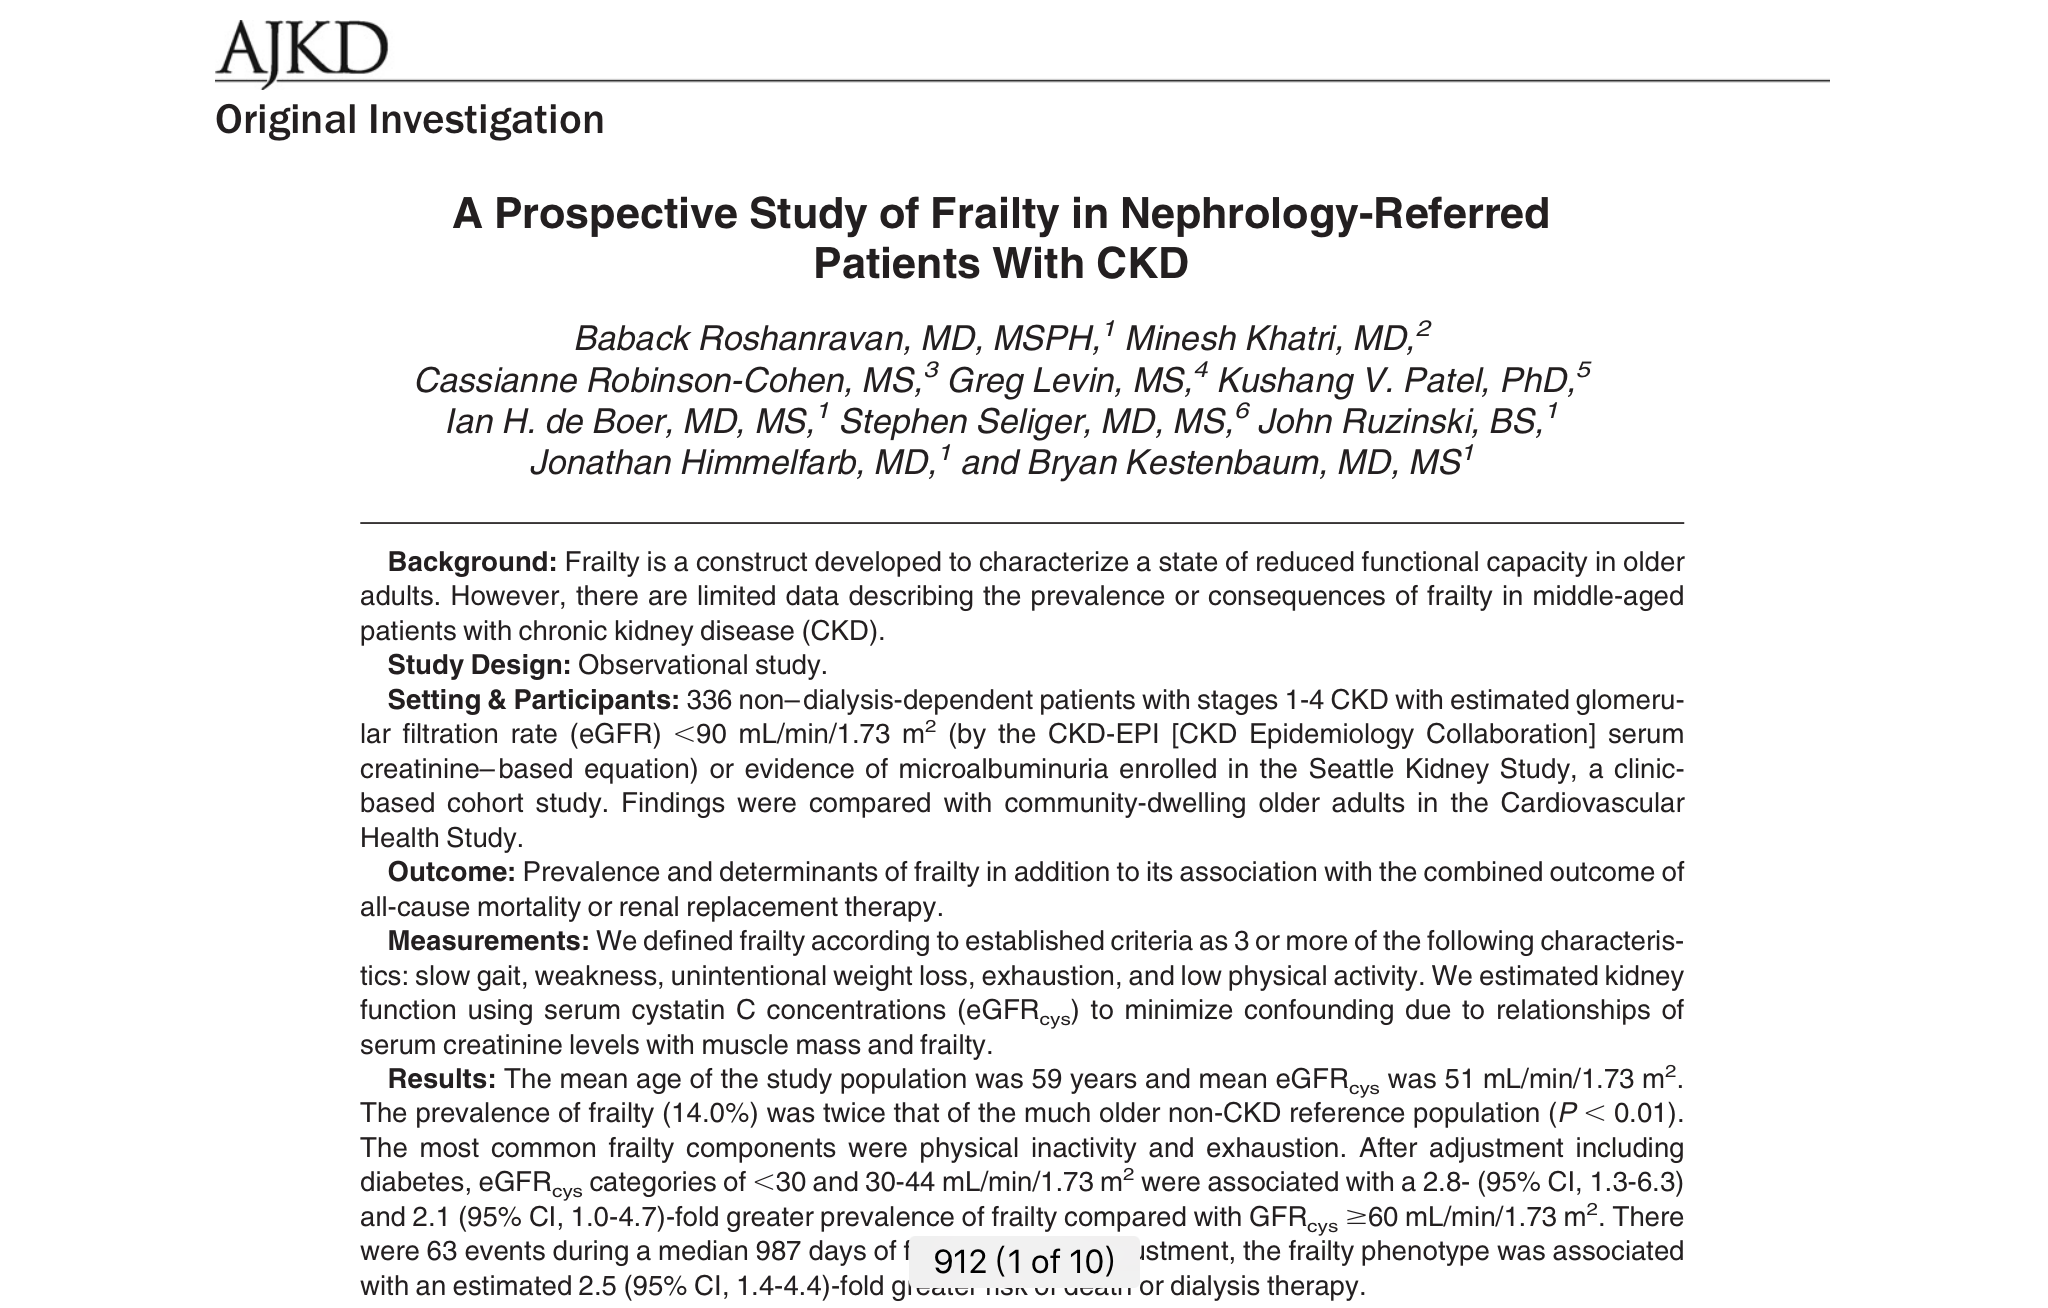 AJKD
Original Investigation
A Prospective Study of Frailty in Nephrology-Referred
Patients With CKD
Baback Roshanravan, MD, MSPH,1 Minesh Khatri, MD,2
Cassianne Robinson-Cohen, MS,3 Greg Levin, MS,4 Kushang V. Patel, PhD,5
Ian H. de Boer, MD, MS,1 Stephen Seliger, MD, MS,6 John Ruzinski, BS,1
Jonathan Himmelfarb, MD,1 and Bryan Kestenbaum, MD, MS1
Background: Frailty is a construct developed to characterize a state of reduced functional capacity in older
adults. However, there are limited data describing the prevalence or consequences of frailty in middle-aged
patients with chronic kidney disease (CKD).
Study Design: Observational study.
Setting & Participants: 336 non–dialysis-dependent patients with stages 1-4 CKD with estimated glomeru-
lar filtration rate (eGFR) <90 mL/min/1.73 m2 (by the CKD-EPI [CKD Epidemiology Collaboration] serum
creatinine–based equation) or evidence of microalbuminuria enrolled in the Seattle Kidney Study, a clinic-
based cohort study. Findings were compared with community-dwelling older adults in the Cardiovascular
Health Study.
Outcome: Prevalence and determinants of frailty in addition to its association with the combined outcome of
all-cause mortality or renal replacement therapy.
Measurements: We defined frailty according to established criteria as 3 or more of the following characteris-
tics: slow gait, weakness, unintentional weight loss, exhaustion, and low physical activity. We estimated kidney
function using serum cystatin C concentrations (eGFRcys) to minimize confounding due to relationships of
serum creatinine levels with muscle mass and frailty.
Results: The mean age of the study population was 59 years and mean eGFRcys was 51 mL/min/1.73 m2.
The prevalence of frailty (14.0%) was twice that of the much older non-CKD reference population (P < 0.01).
The most common frailty components were physical inactivity and exhaustion. After adjustment including
diabetes, eGFRcys categories of <30 and 30-44 mL/min/1.73 m2 were associated with a 2.8- (95% CI, 1.3-6.3)
and 2.1 (95% CI, 1.0-4.7)-fold greater prevalence of frailty compared with GFRcys ≥60 mL/min/1.73 m2. There
were 63 events during a median 987 days of 912 (1 of 10) ustment, the frailty phenotype was associated
with an estimated 2.5 (95% CI, 1.4-4.4)-fold greater risk of death or dialysis therapy.